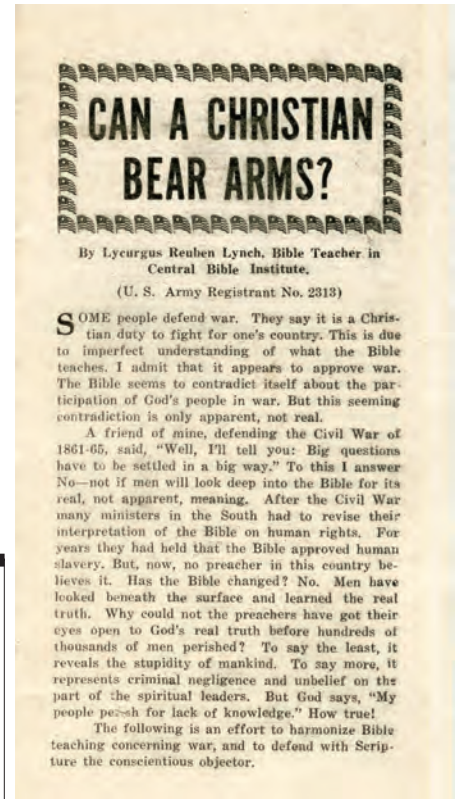 CAN A CHRISTIAN
BEAR ARMS?
By Lycurgus Reuben Lynch, Bible Teacher in
Central Bible Institute.
(U. S. Army Registrant No. 2313)
SOME people defend war. They say it is a Chris-
tian duty to fight for one's country. This is due
to imperfect understanding of what the Bible
teaches. I admit that it appears to approve war.
The Bible seems to contradict itself about the par-
ticipation of God's people in war. But this seeming
contradiction is only apparent, not real.
A friend of mine, defending the Civil War of
1861-65, said, "Well, I'll tell you: Big questions
have to be settled in a big way." To this I answer
No—not if men will look deep into the Bible for its
real, not apparent, meaning. After the Civil War
many ministers in the South had to revise their
interpretation of the Bible on human rights. For
years they had held that the Bible approved human
slavery. But, now, no preacher in this country be-
lieves it. Has the Bible changed? No. Men have
looked beneath the surface and learned the real
truth. Why could not the preachers have got their
eyes open to God's real truth before hundreds of
thousands of men perished? To say the least, it
reveals the stupidity of mankind. To say more, it
represents criminal negligence and unbelief on the
part of the spiritual leaders. But God says, "My
people perish for lack of knowledge." How true!
The following is an effort to harmonize Bible
teaching concerning war, and to defend with Scrip-
ture the conscientious objector.